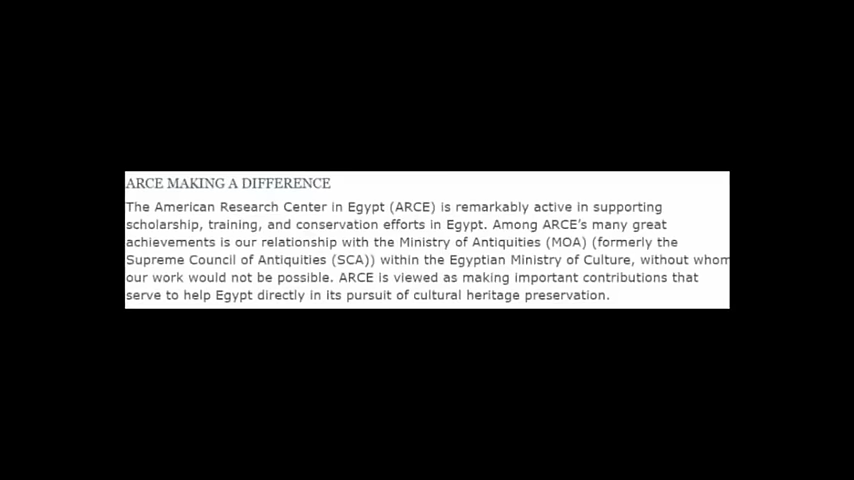 ARCE MAKING A DIFFERENCE
The American Research Center in Egypt (ARCE) is remarkably active in supporting
scholarship, training, and conservation efforts in Egypt. Among ARCE’s many great
achievements is our relationship with the Ministry of Antiquities (MOA) (formerly the
Supreme Council of Antiquities (SCA)) within the Egyptian Ministry of Culture, without whom
our work would not be possible. ARCE is viewed as making important contributions that
serve to help Egypt directly in its pursuit of cultural heritage preservation.